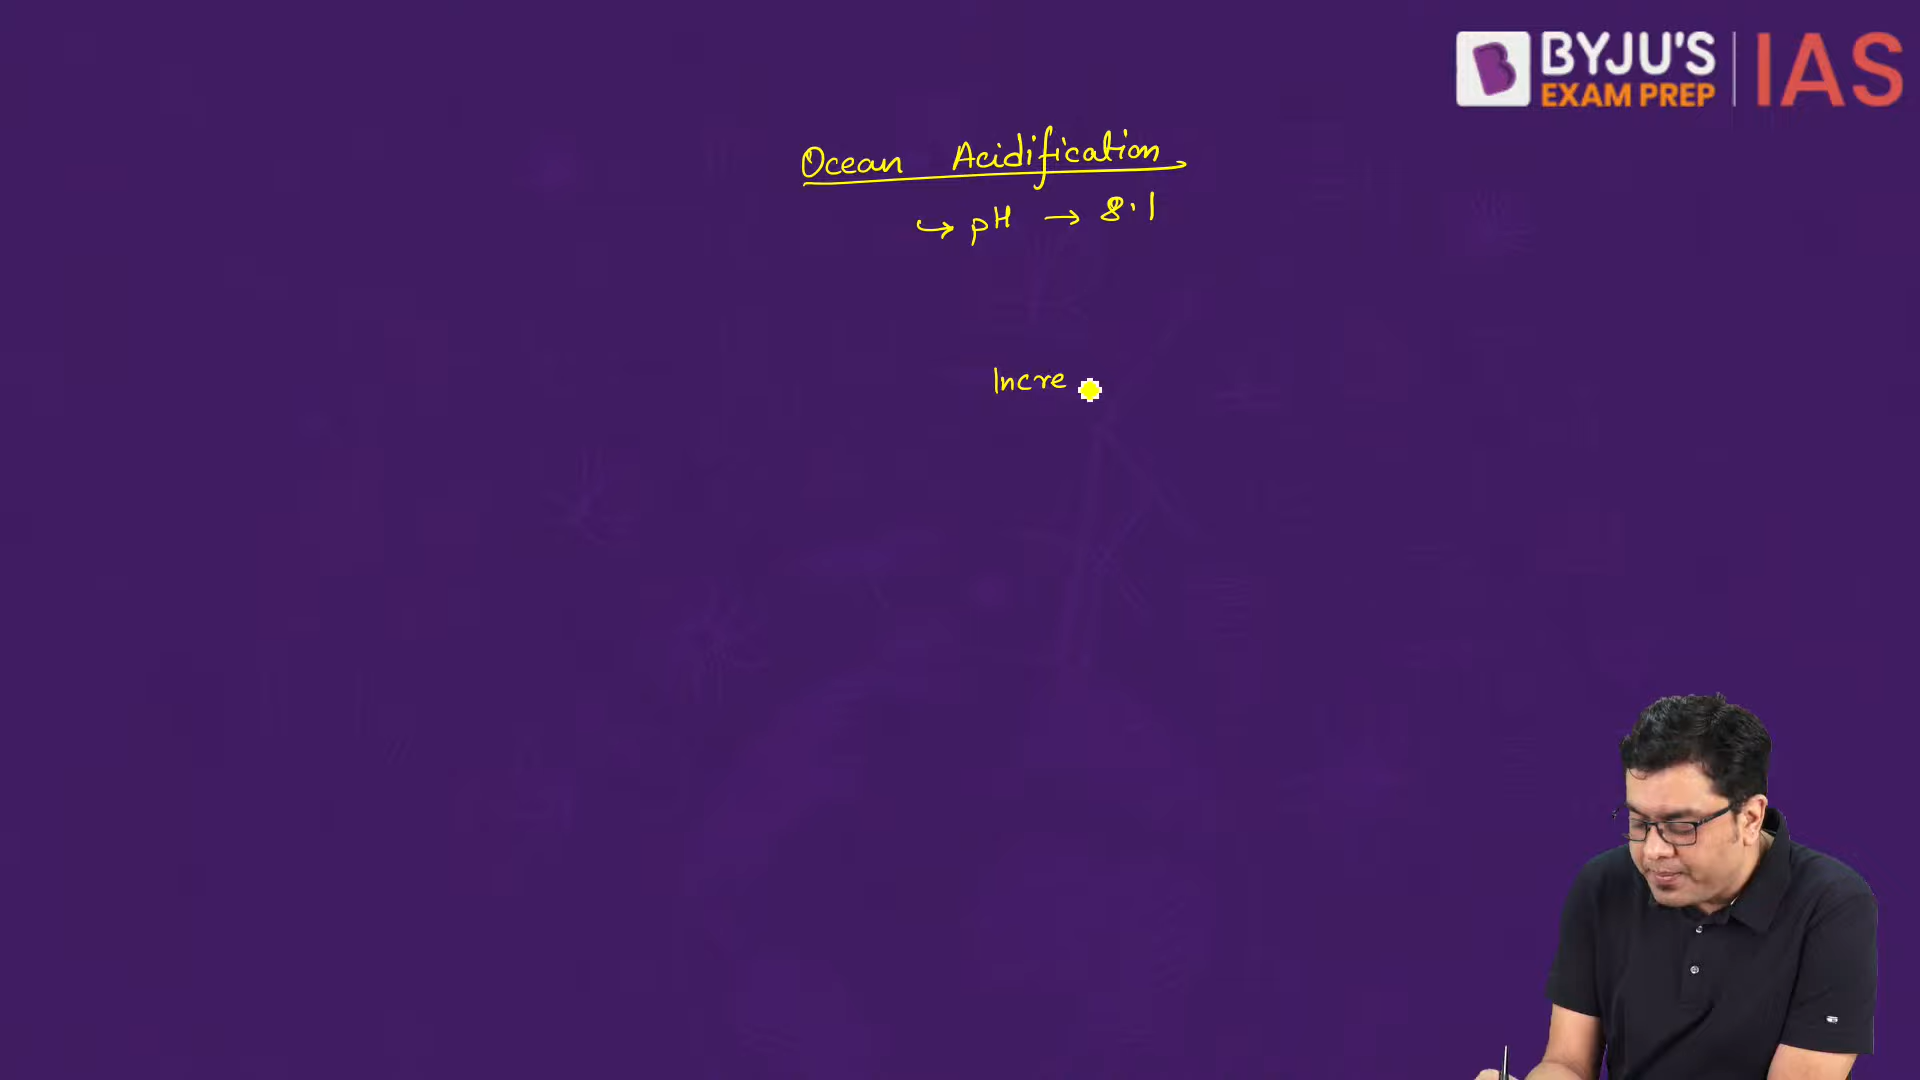 BYJU'S
EXAM PREP
IAS
Ocean Acidification
↪ pH → 8.1
Incre